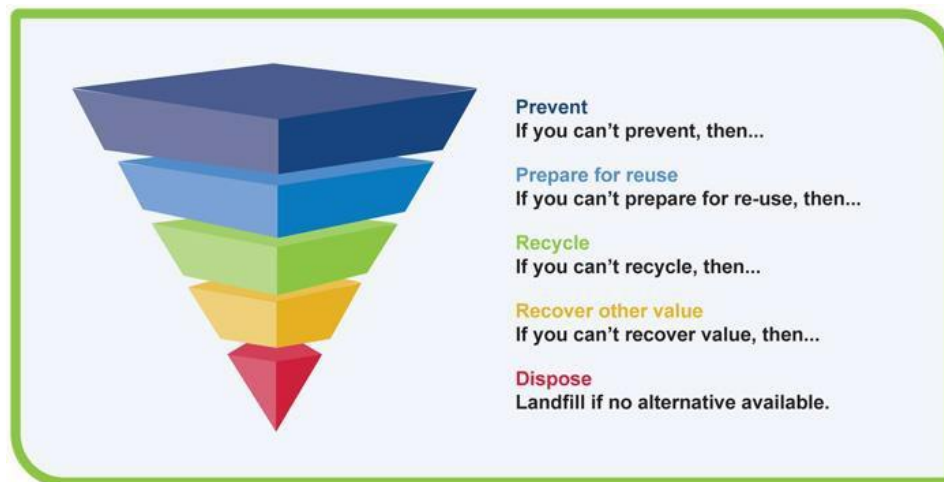 Prevent
If you can’t prevent, then...
Prepare for reuse
If you can’t prepare for re-use, then...
Recycle
If you can’t recycle, then...
Recover other value
If you can’t recover value, then...
Dispose
Landfill if no alternative available.